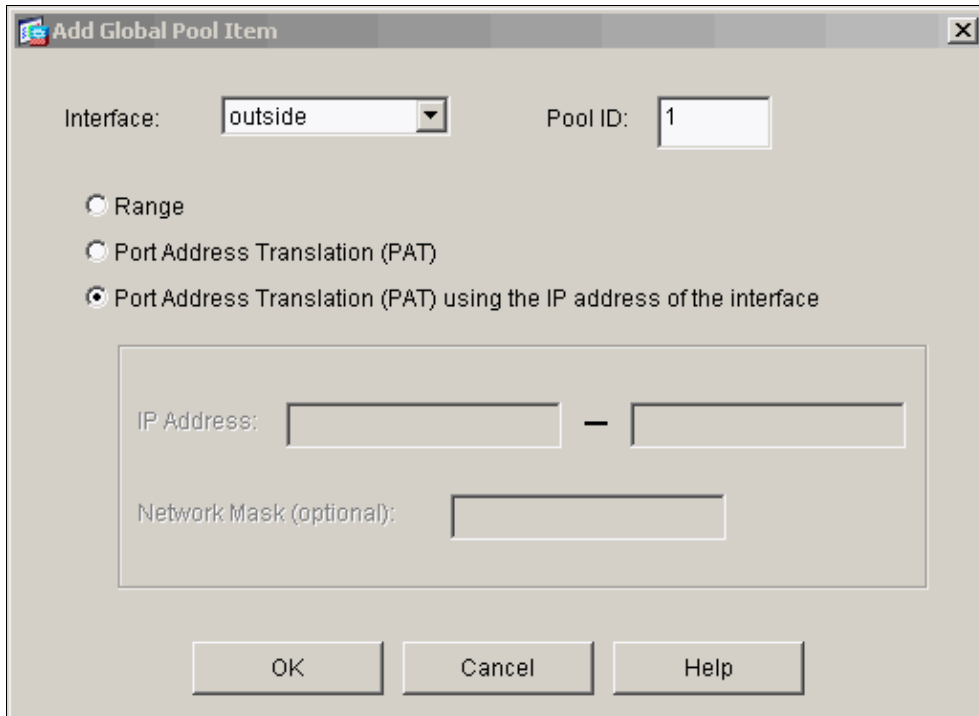 Add Global Pool Item
Interface: outside Pool ID: 1
Range
Port Address Translation (PAT)
Port Address Translation (PAT) using the IP address of the interface
IP Address: –
Network Mask (optional):
OK Cancel Help